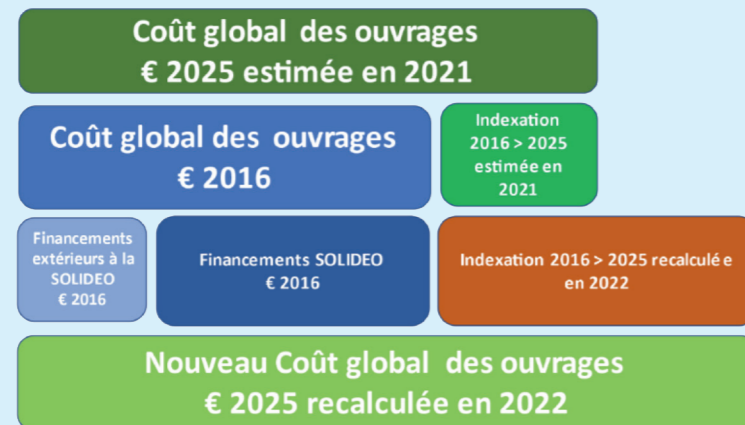 Coût global des ouvrages
€ 2025 estimée en 2021
Coût global des ouvrages
€ 2016
Indexation
2016 > 2025
estimée en
2021
Financements
extérieurs à la
SOLIDEO
€ 2016
Financements SOLIDEO
€ 2016
Indexation 2016 > 2025 recalculée
en 2022
Nouveau Coût global des ouvrages
€ 2025 recalculée en 2022